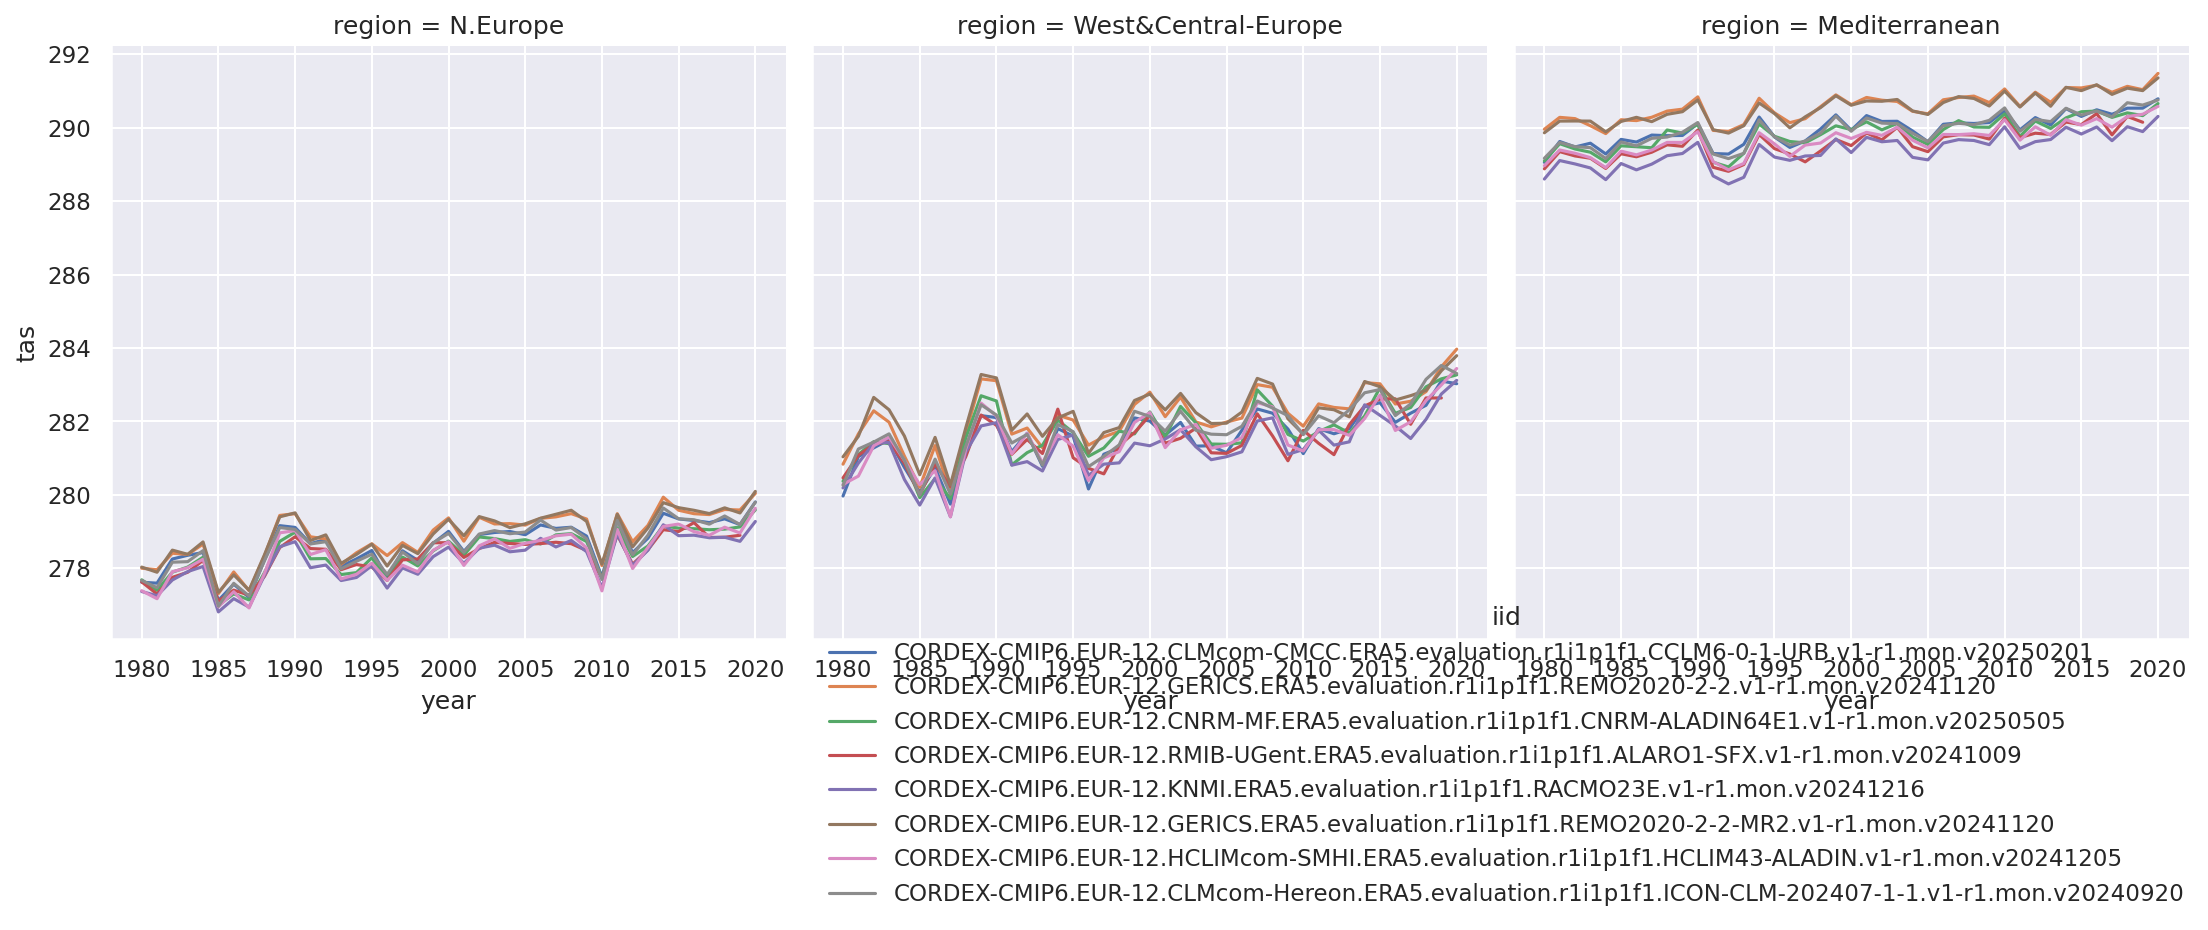 region = N.Europe
region = West&Central-Europe
region = Mediterranean
292
290
288
286
284
282
280
278
tas
1980 1985 1990 1995 2000 2005 2010 2015 2020
year
1980 1985 1990 1995 2000 2005 2010 2015 2020
year
1980 1985 1990 1995 2000 2005 2010 2015 2020
year
iid
CORDEX-CMIP6.EUR-12.CLMcom-CMCC.ERA5.evaluation.r1i1p1f1.CCLM6-0-1-URB.v1-r1.mon.v20250201
CORDEX-CMIP6.EUR-12.GERICS.ERA5.evaluation.r1i1p1f1.REMO2020-2-2.v1-r1.mon.v20241120
CORDEX-CMIP6.EUR-12.CNRM-MF.ERA5.evaluation.r1i1p1f1.CNRM-ALADIN64E1.v1-r1.mon.v20250505
CORDEX-CMIP6.EUR-12.RMIB-UGent.ERA5.evaluation.r1i1p1f1.ALARO1-SFX.v1-r1.mon.v20241009
CORDEX-CMIP6.EUR-12.KNMI.ERA5.evaluation.r1i1p1f1.RACMO23E.v1-r1.mon.v20241216
CORDEX-CMIP6.EUR-12.GERICS.ERA5.evaluation.r1i1p1f1.REMO2020-2-2-MR2.v1-r1.mon.v20241120
CORDEX-CMIP6.EUR-12.HCLIMcom-SMHI.ERA5.evaluation.r1i1p1f1.HCLIM43-ALADIN.v1-r1.mon.v20241205
CORDEX-CMIP6.EUR-12.CLMcom-Hereon.ERA5.evaluation.r1i1p1f1.ICON-CLM-202407-1-1.v1-r1.mon.v20240920